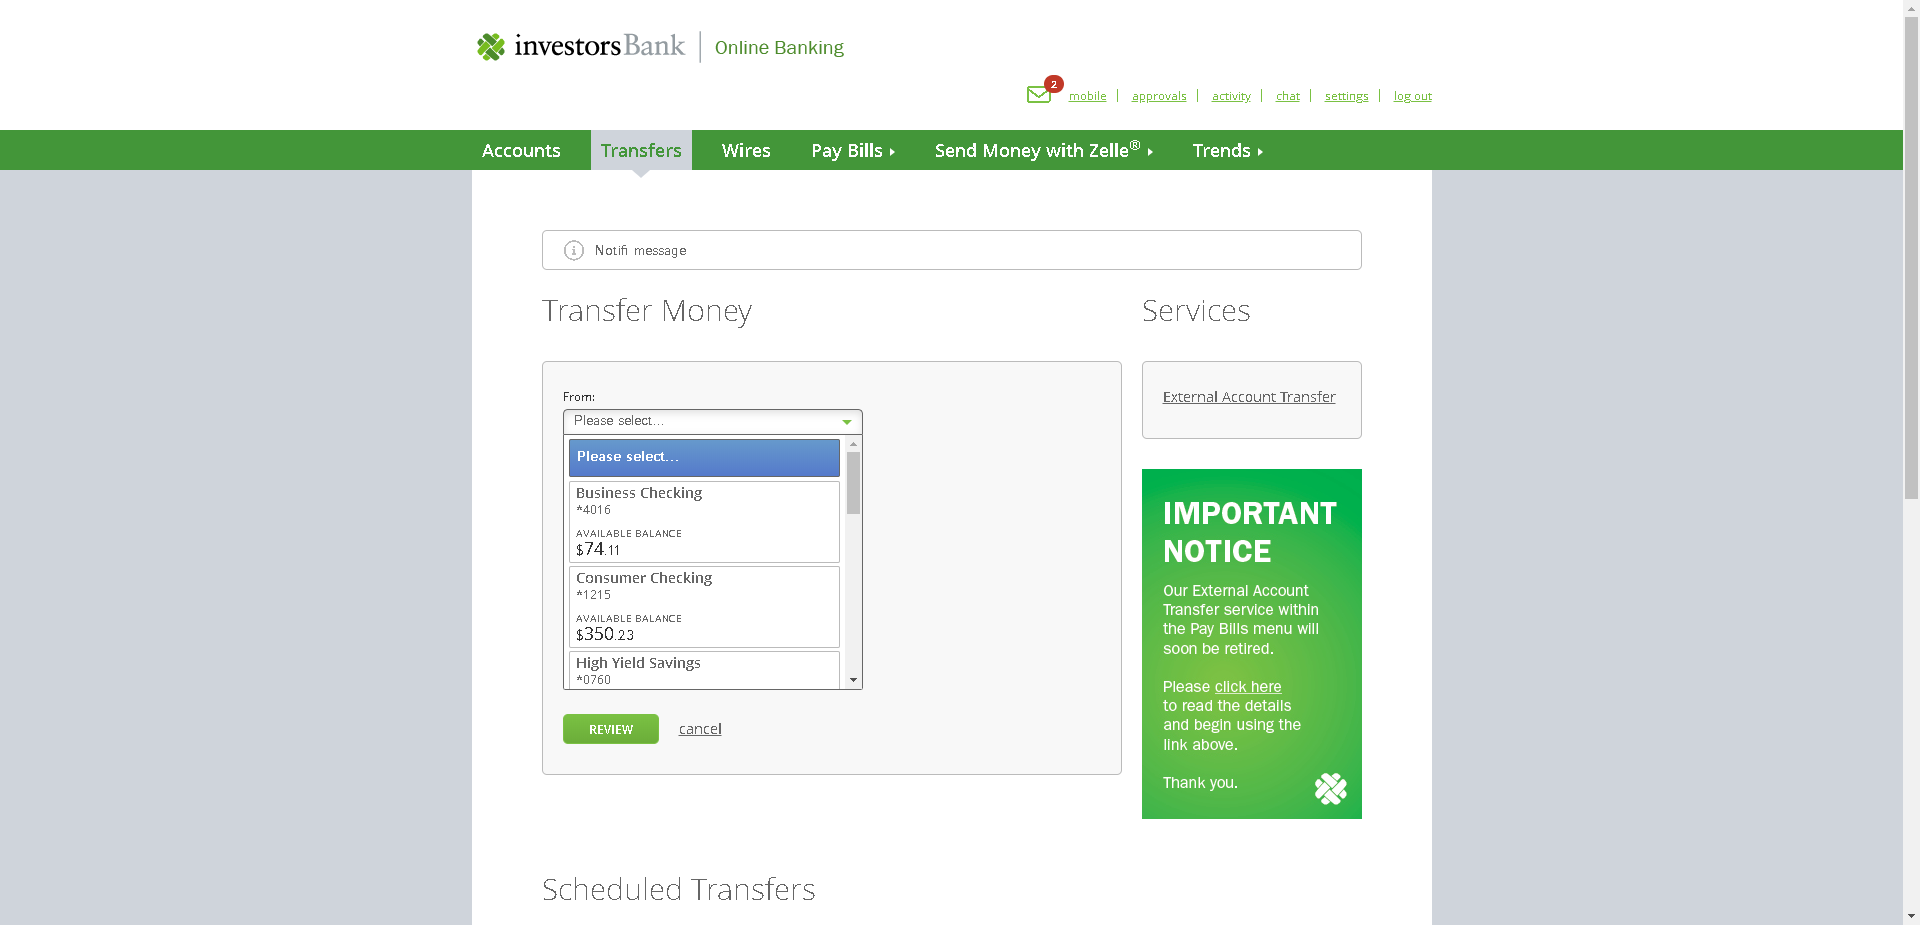 investorsBank Online Banking
2
mobile approvals activity chat settings log out
Accounts Transfers Wires Pay Bills Send Money with Zelle® Trends
Notifi message
Transfer Money
From:
Please select...
Please select...
Business Checking
*4016
AVAILABLE BALANCE
$74.11
Consumer Checking
*1215
AVAILABLE BALANCE
$350.23
High Yield Savings
*0760
REVIEW cancel
Services
External Account Transfer
IMPORTANT
NOTICE
Our External Account
Transfer service within
the Pay Bills menu will
soon be retired.
Please click here
to read the details
and begin using the
link above.
Thank you.
Scheduled Transfers